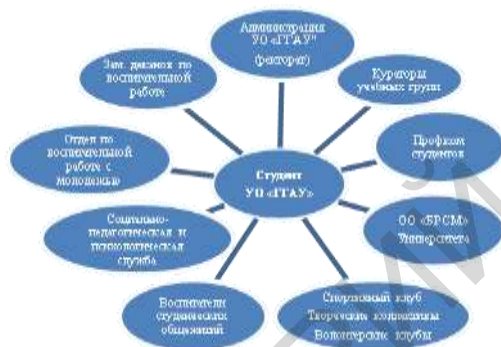 Администрация
УО «ГГАУ"
(ректорат)
Кураторы
учебных групп
Профком
студентов
ОО «БРСМ»
Университета
Спортивный клуб
Творческие коллективы
Волонтерские клубы
Воспитатели
студенческих
общежитий
Социально-
педагогическая и
психологическая
служба
Отдел по
воспитательной
работе с
молодежью
Зам. деканов по
воспитательной
работе
Студент
УО «ГГАУ»